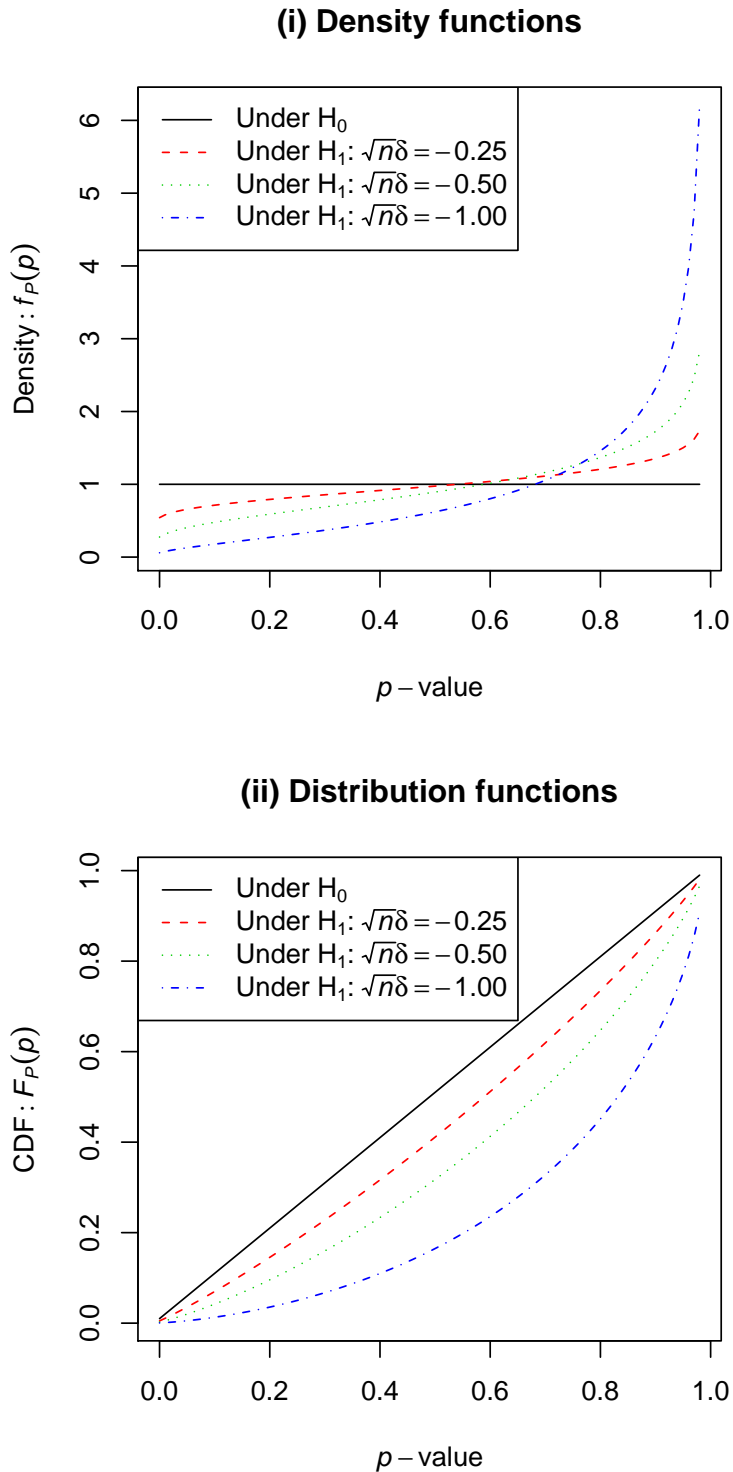 (i) Density functions
Under H₀
Under H₁: √nδ = −0.25
Under H₁: √nδ = −0.50
Under H₁: √nδ = −1.00
Density : f_P(p)
6
5
4
3
2
1
0
0.0 0.2 0.4 0.6 0.8 1.0
p − value
(ii) Distribution functions
Under H₀
Under H₁: √nδ = −0.25
Under H₁: √nδ = −0.50
Under H₁: √nδ = −1.00
CDF : F_P(p)
1.0
0.8
0.6
0.4
0.2
0.0
0.0 0.2 0.4 0.6 0.8 1.0
p − value